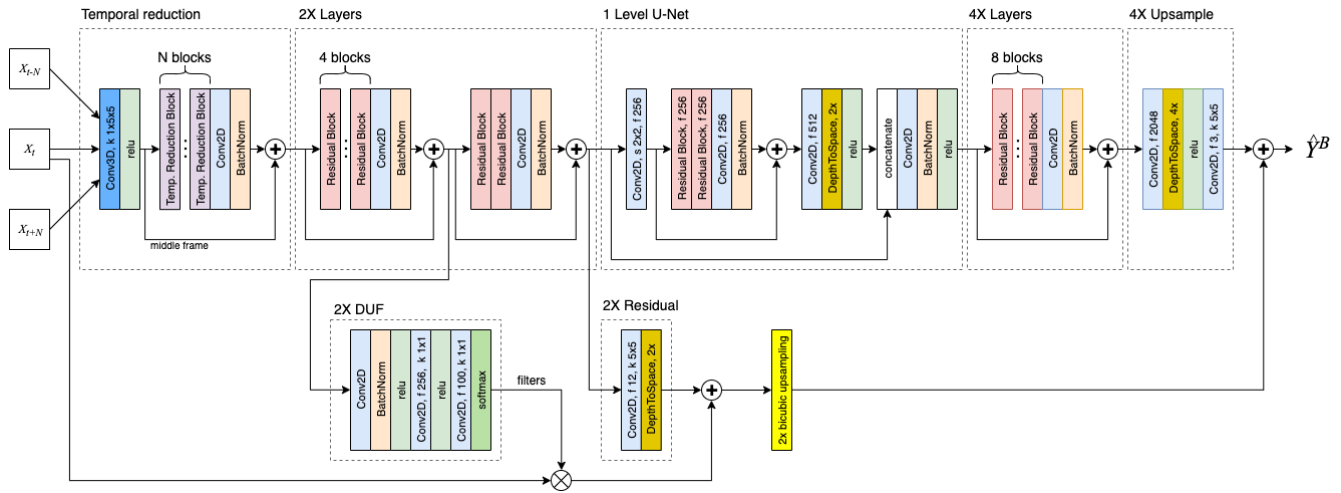 Temporal reduction
2X Layers
1 Level U-Net
4X Layers
4X Upsample
X_{t-N}
X_t
X_{t+N}
N blocks
Conv3D, k 1x5x5
relu
Temp. Reduction Block
Temp. Reduction Block
Conv2D
BatchNorm
middle frame
4 blocks
Residual Block
Residual Block
Conv2D
BatchNorm
Residual Block
Residual Block
Conv2D
BatchNorm
Conv2D, s 2x2, f 256
Residual Block, f 256
Residual Block, f 256
Conv2D, f 256
BatchNorm
Conv2D, f 512
DepthToSpace, 2x
relu
concatenate
Conv2D
BatchNorm
relu
8 blocks
Residual Block
Residual Block
Conv2D
BatchNorm
Conv2D, f 2048
DepthToSpace, 4x
relu
Conv2D, f 3, k 5x5
Ŷ^B
2X DUF
Conv2D
BatchNorm
relu
Conv2D, f 256, k 1x1
relu
Conv2D, f 100, k 1x1
softmax
filters
2X Residual
Conv2D, f 12, k 5x5
DepthToSpace, 2x
2x bicubic upsampling